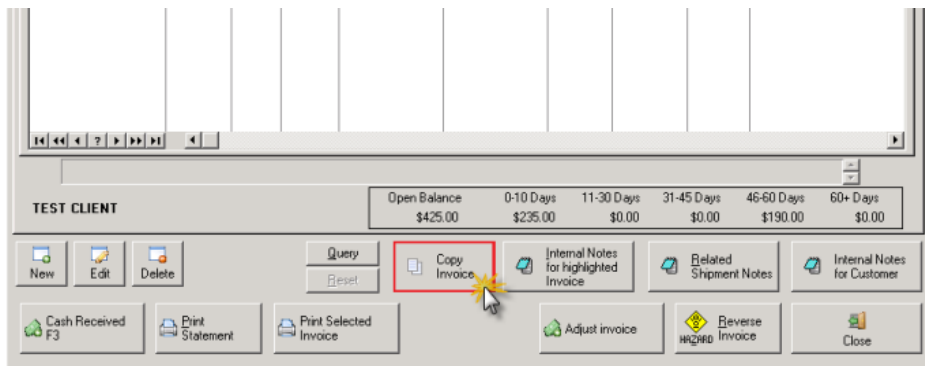 ?
TEST CLIENT
Open Balance 0-10 Days 11-30 Days 31-45 Days 46-60 Days 60+ Days
$425.00 $235.00 $0.00 $0.00 $190.00 $0.00
New
Edit
Delete
Query
Reset
Copy
Invoice
Internal Notes
for highlighted
Invoice
Related
Shipment Notes
Internal Notes
for Customer
Cash Received
F3
Print
Statement
Print Selected
Invoice
Adjust invoice
HAZARD
Reverse
Invoice
Close